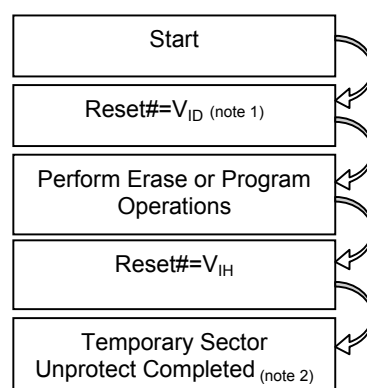 Start
Reset#=VID (note 1)
Perform Erase or Program
Operations
Reset#=VIH
Temporary Sector
Unprotect Completed (note 2)